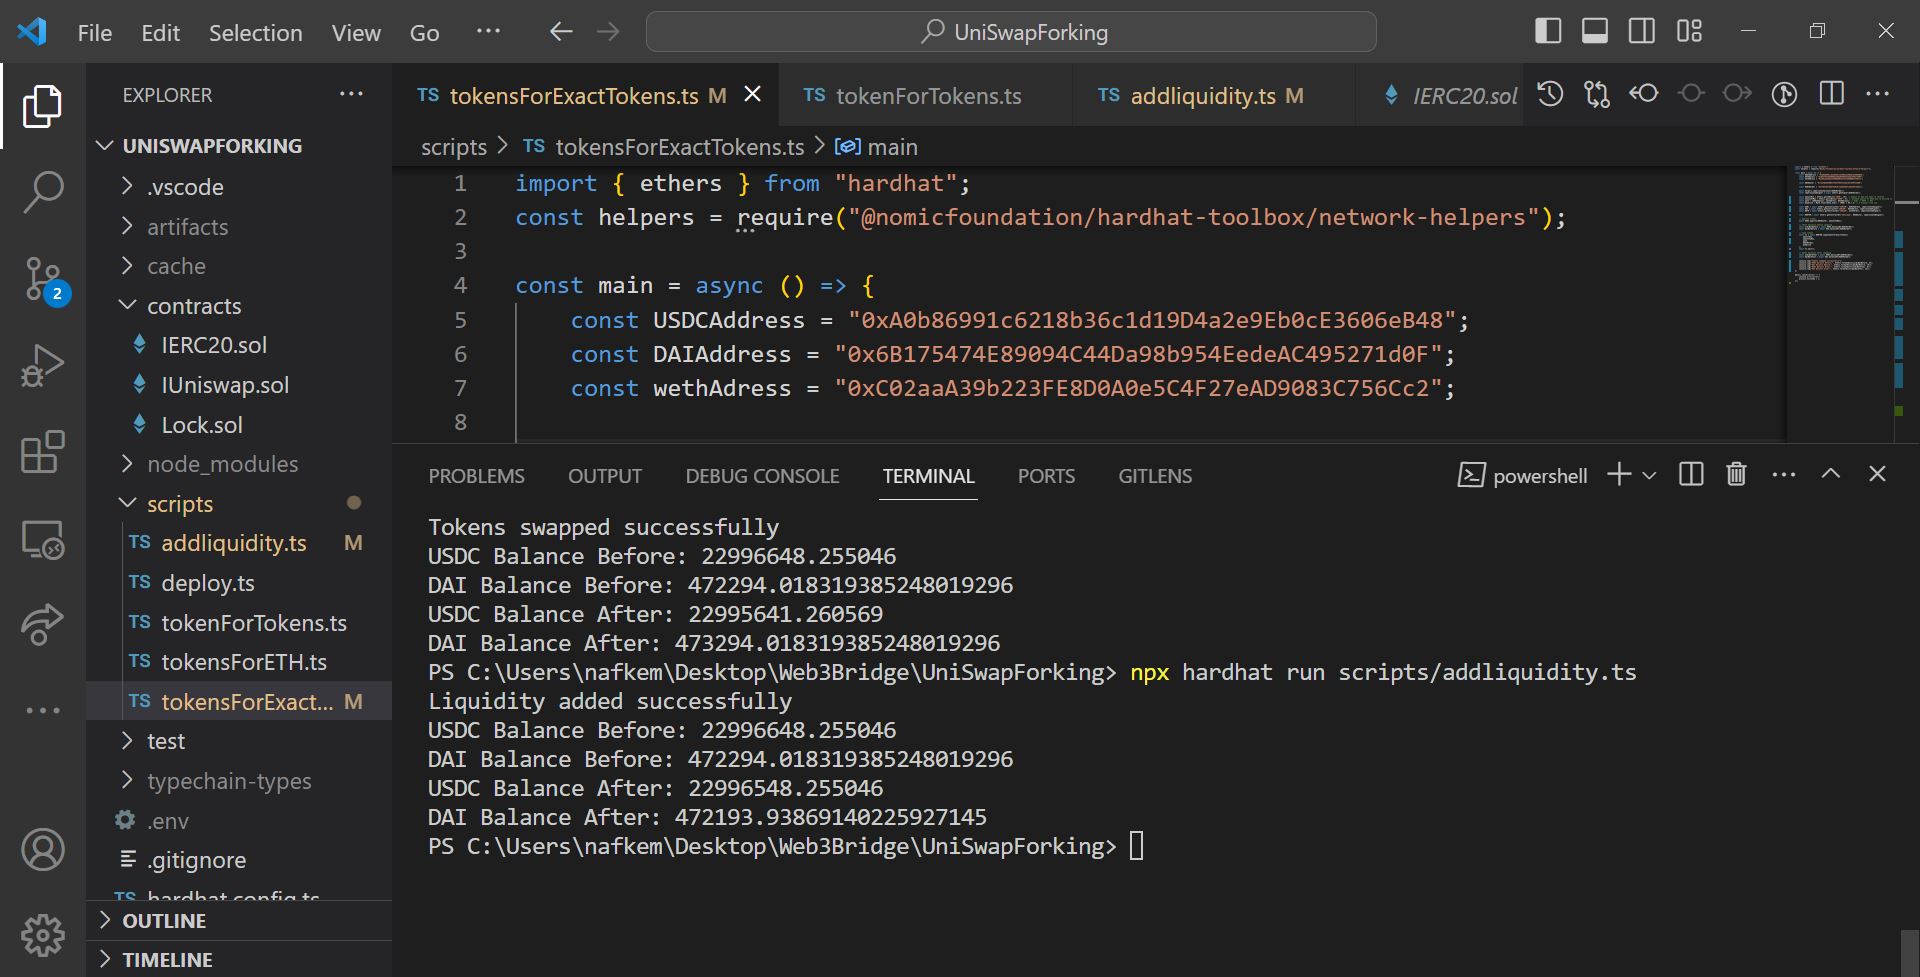 File Edit Selection View Go ... UniSwapForking
EXPLORER ...
UNISWAPFORKING
.vscode
artifacts
cache
contracts
IERC20.sol
IUniswap.sol
Lock.sol
node_modules
scripts
TS addliquidity.ts M
TS deploy.ts
TS tokenForTokens.ts
TS tokensForETH.ts
TS tokensForExact... M
test
typechain-types
.env
.gitignore
TS hardhat.config.ts
OUTLINE
TIMELINE
2
TS tokensForExactTokens.ts M TS tokenForTokens.ts TS addliquidity.ts M IERC20.sol
scripts > TS tokensForExactTokens.ts > main
1 import { ethers } from "hardhat";
2 const helpers = require("@nomicfoundation/hardhat-toolbox/network-helpers");
3
4 const main = async () => {
5 const USDCAddress = "0xA0b86991c6218b36c1d19D4a2e9Eb0cE3606eB48";
6 const DAIAddress = "0x6B175474E89094C44Da98b954EedeAC495271d0F";
7 const wethAdress = "0xC02aaA39b223FE8D0A0e5C4F27eAD9083C756Cc2";
8
PROBLEMS OUTPUT DEBUG CONSOLE TERMINAL PORTS GITLENS powershell
Tokens swapped successfully
USDC Balance Before: 22996648.255046
DAI Balance Before: 472294.018319385248019296
USDC Balance After: 22995641.260569
DAI Balance After: 473294.018319385248019296
PS C:\Users\nafkem\Desktop\Web3Bridge\UniSwapForking> npx hardhat run scripts/addliquidity.ts
Liquidity added successfully
USDC Balance Before: 22996648.255046
DAI Balance Before: 472294.018319385248019296
USDC Balance After: 22996548.255046
DAI Balance After: 472193.93869140225927145
PS C:\Users\nafkem\Desktop\Web3Bridge\UniSwapForking>